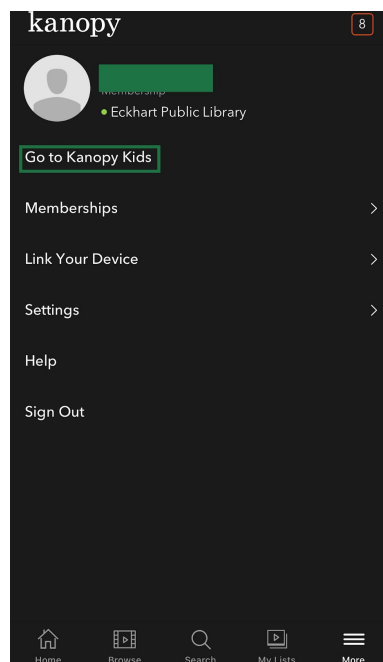 kanopy
8
Membership
Eckhart Public Library
Go to Kanopy Kids
Memberships
Link Your Device
Settings
Help
Sign Out
Home Browse Search My Lists More